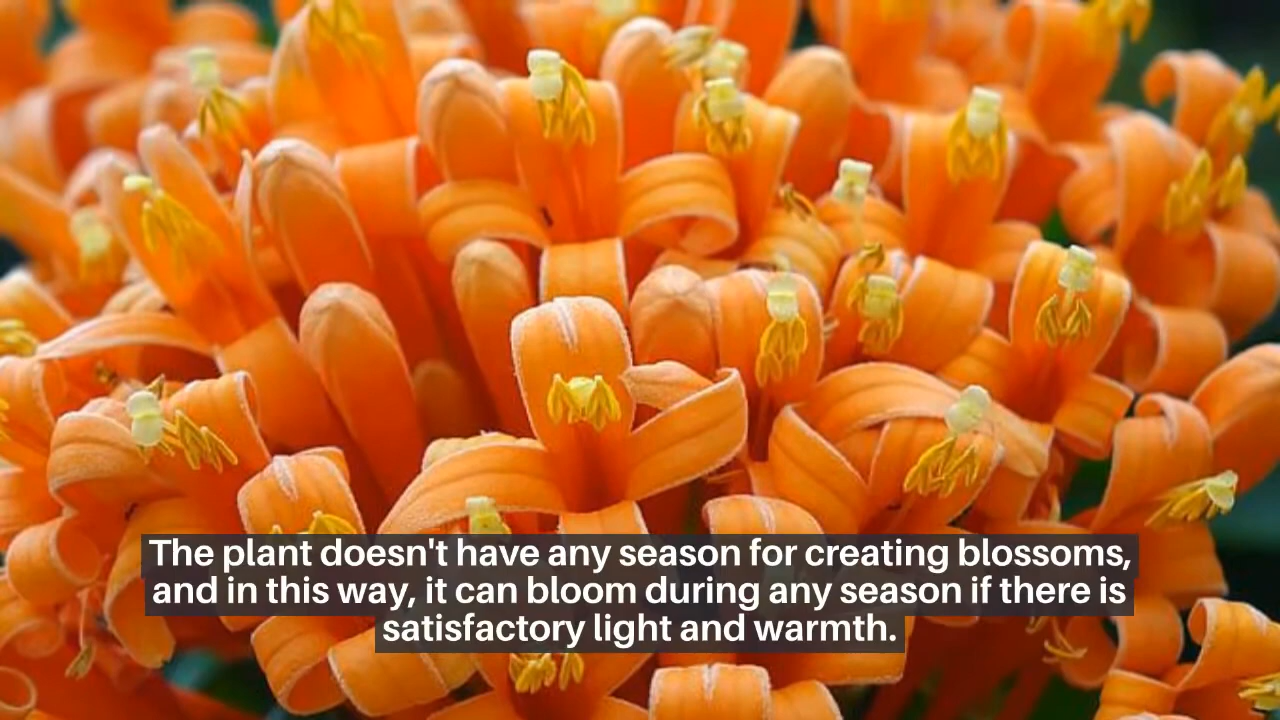 The plant doesn't have any season for creating blossoms,
and in this way, it can bloom during any season if there is
satisfactory light and warmth.